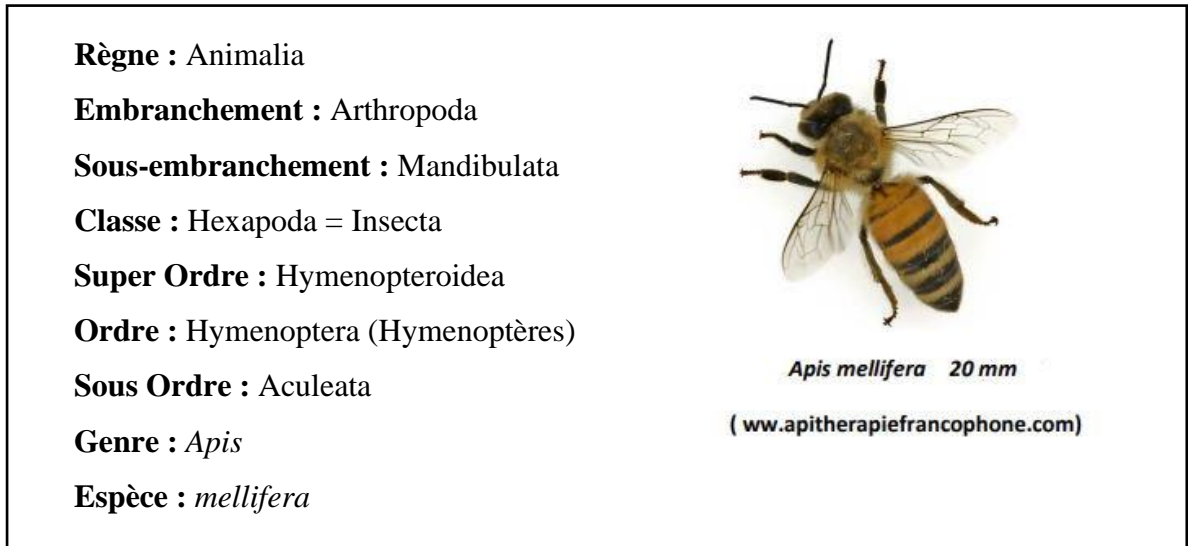 Règne : Animalia
Embranchement : Arthropoda
Sous-embranchement : Mandibulata
Classe : Hexapoda = Insecta
Super Ordre : Hymenopteroidea
Ordre : Hymenoptera (Hymenoptères)
Sous Ordre : Aculeata
Genre : Apis
Espèce : mellifera
Apis mellifera 20 mm
( ww.apitherapiefrancophone.com)